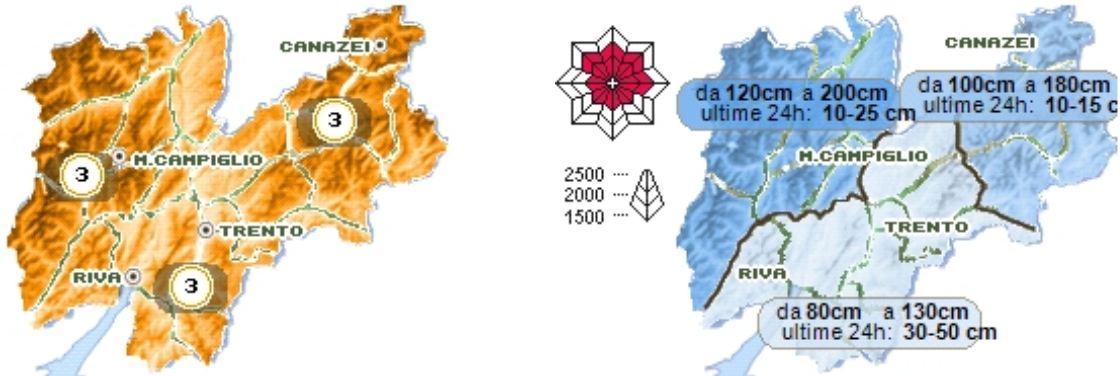 CANAZEI
3
M.CAMPIGLIO
3
TRENTO
RIVA
3
2500
2000
1500
CANAZEI
da 120cm a 200cm
ultime 24h: 10-25 cm
da 100cm a 180cm
ultime 24h: 10-15 c
M.CAMPIGLIO
TRENTO
RIVA
da 80cm a 130cm
ultime 24h: 30-50 cm